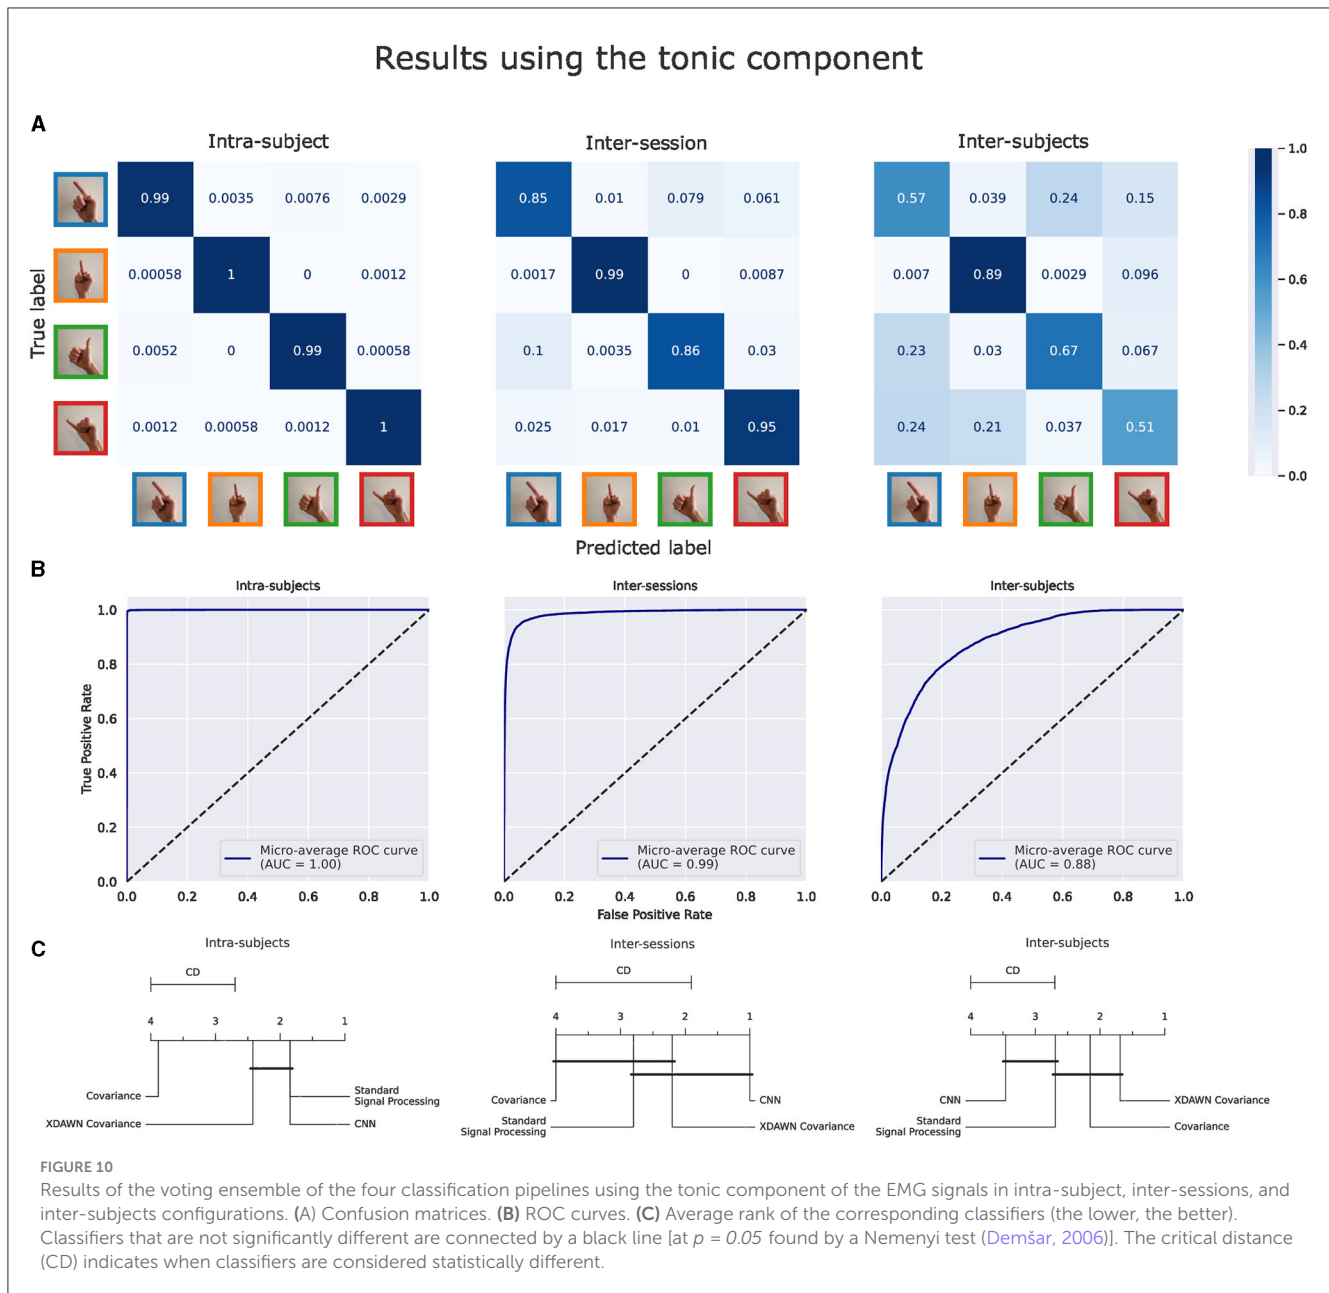 Results using the tonic component
A
Intra-subject
Inter-session
Inter-subjects
True label
0.99 0.0035 0.0076 0.0029
0.00058 1 0 0.0012
0.0052 0 0.99 0.00058
0.0012 0.00058 0.0012 1
0.85 0.01 0.079 0.061
0.0017 0.99 0 0.0087
0.1 0.0035 0.86 0.03
0.025 0.017 0.01 0.95
0.57 0.039 0.24 0.15
0.007 0.89 0.0029 0.096
0.23 0.03 0.67 0.067
0.24 0.21 0.037 0.51
1.0
0.8
0.6
0.4
0.2
0.0
Predicted label
B
Intra-subjects
Inter-sessions
Inter-subjects
True Positive Rate
1.0
0.8
0.6
0.4
0.2
0.0
Micro-average ROC curve
(AUC = 1.00)
Micro-average ROC curve
(AUC = 0.99)
Micro-average ROC curve
(AUC = 0.88)
0.0 0.2 0.4 0.6 0.8 1.0
0.0 0.2 0.4 0.6 0.8 1.0
0.0 0.2 0.4 0.6 0.8 1.0
False Positive Rate
C
Intra-subjects
CD
4 3 2 1
Covariance
XDAWN Covariance
Standard
Signal Processing
CNN
Inter-sessions
CD
4 3 2 1
Covariance
Standard
Signal Processing
CNN
XDAWN Covariance
Inter-subjects
CD
4 3 2 1
CNN
Standard
Signal Processing
XDAWN Covariance
Covariance
FIGURE 10
Results of the voting ensemble of the four classification pipelines using the tonic component of the EMG signals in intra-subject, inter-sessions, and
inter-subjects configurations. (A) Confusion matrices. (B) ROC curves. (C) Average rank of the corresponding classifiers (the lower, the better).
Classifiers that are not significantly different are connected by a black line [at p = 0.05 found by a Nemenyi test (Demšar, 2006)]. The critical distance
(CD) indicates when classifiers are considered statistically different.